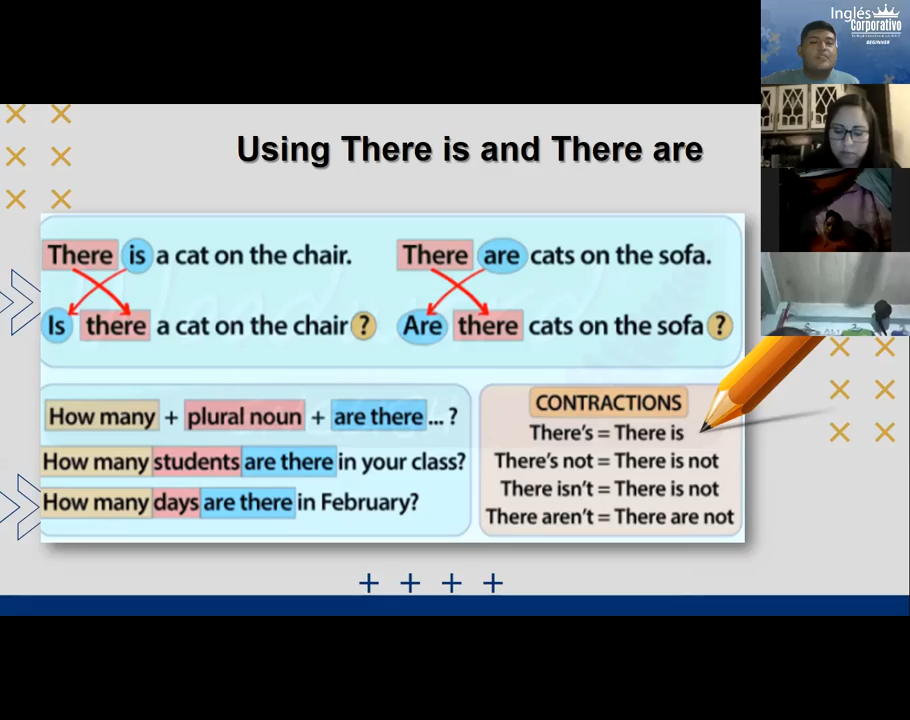 Inglés
Corporativo
BEGINNER
Using There is and There are
There is a cat on the chair.
Is there a cat on the chair ?
There are cats on the sofa.
Are there cats on the sofa ?
How many + plural noun + are there ... ?
How many students are there in your class?
How many days are there in February?
CONTRACTIONS
There's = There is
There's not = There is not
There isn't = There is not
There aren't = There are not